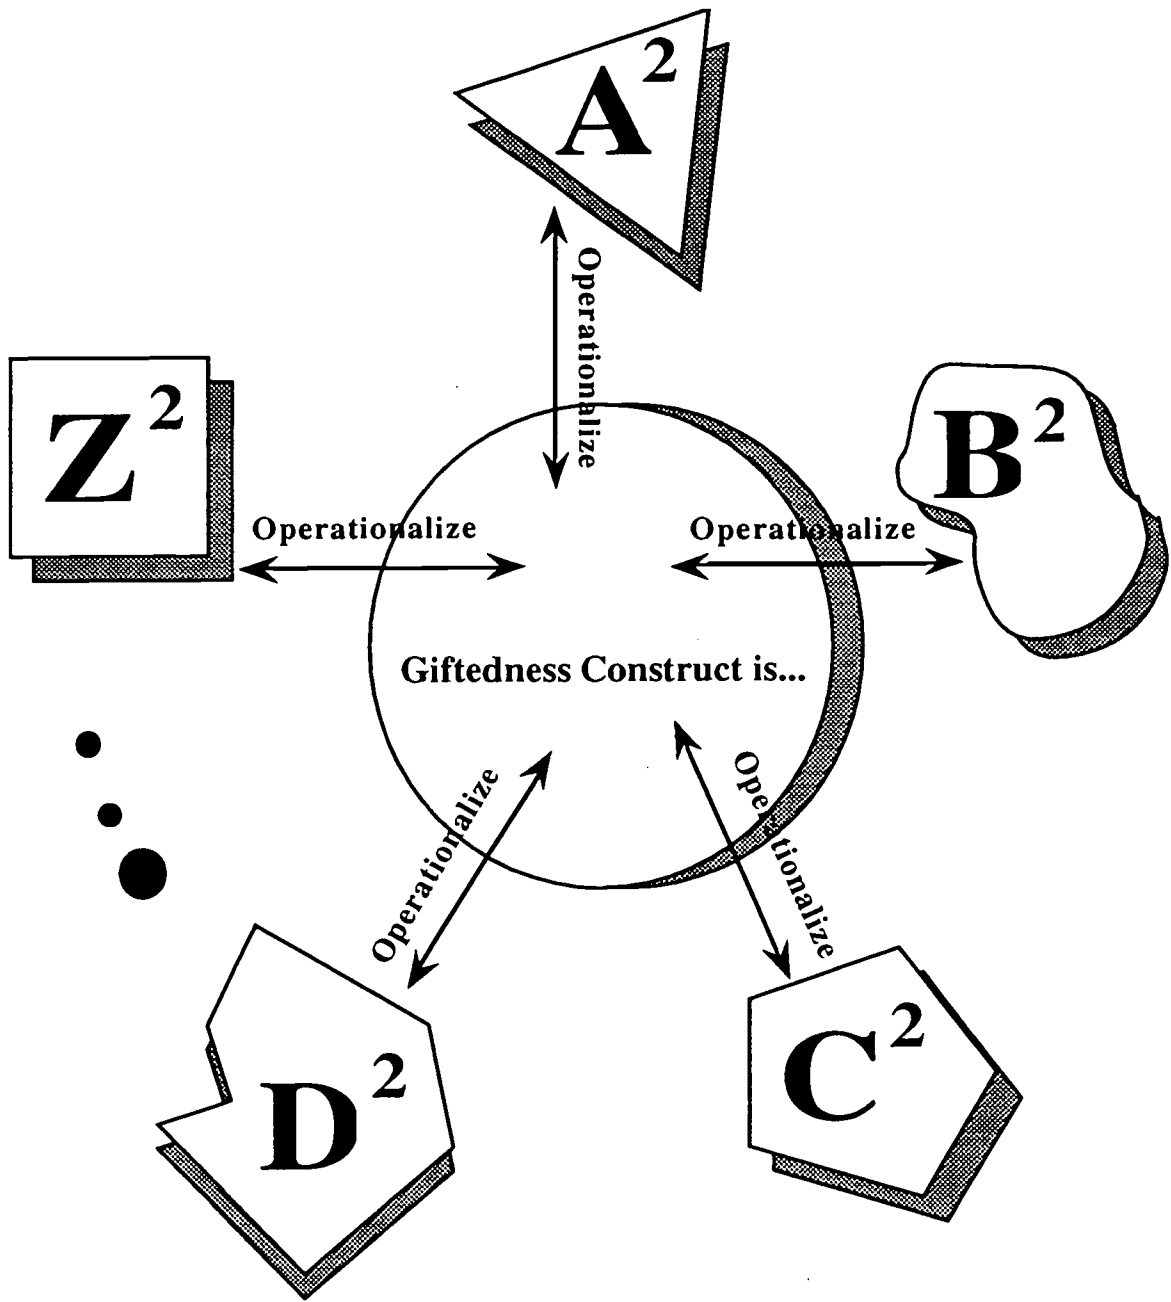 A²
Operationalize
Z²
B²
Operationalize
Operationalize
Giftedness Construct is...
Operationalize
Operationalize
D²
C²